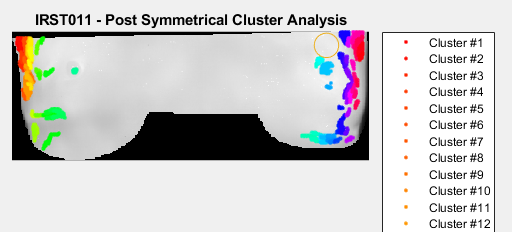 IRST011 - Post Symmetrical Cluster Analysis
Cluster #1
Cluster #2
Cluster #3
Cluster #4
Cluster #5
Cluster #6
Cluster #7
Cluster #8
Cluster #9
Cluster #10
Cluster #11
Cluster #12